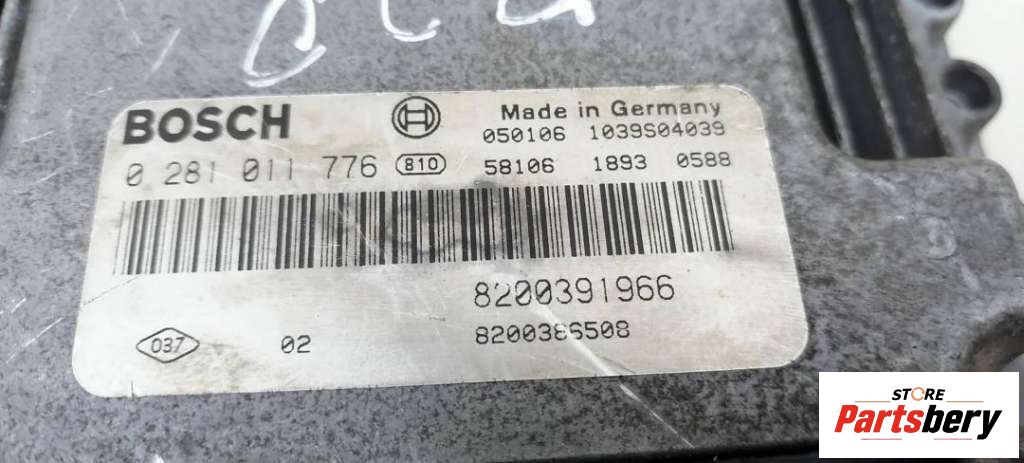 BOSCH
Made in Germany
050106 1039S04039
0 281 011 776 810
58106 1893 0588
8200391966
037 02 8200386508
STORE
Partsbery